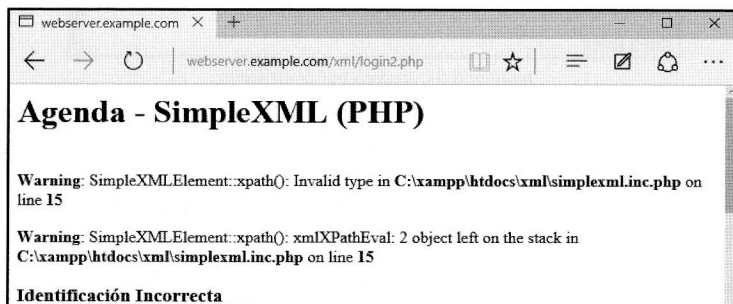 webserver.example.com
webserver.example.com/xml/login2.php
Agenda - SimpleXML (PHP)
Warning: SimpleXMLElement::xpath(): Invalid type in C:\xampp\htdocs\xml\simplexml.inc.php on
line 15
Warning: SimpleXMLElement::xpath(): xmlXPathEval: 2 object left on the stack in
C:\xampp\htdocs\xml\simplexml.inc.php on line 15
Identificación Incorrecta